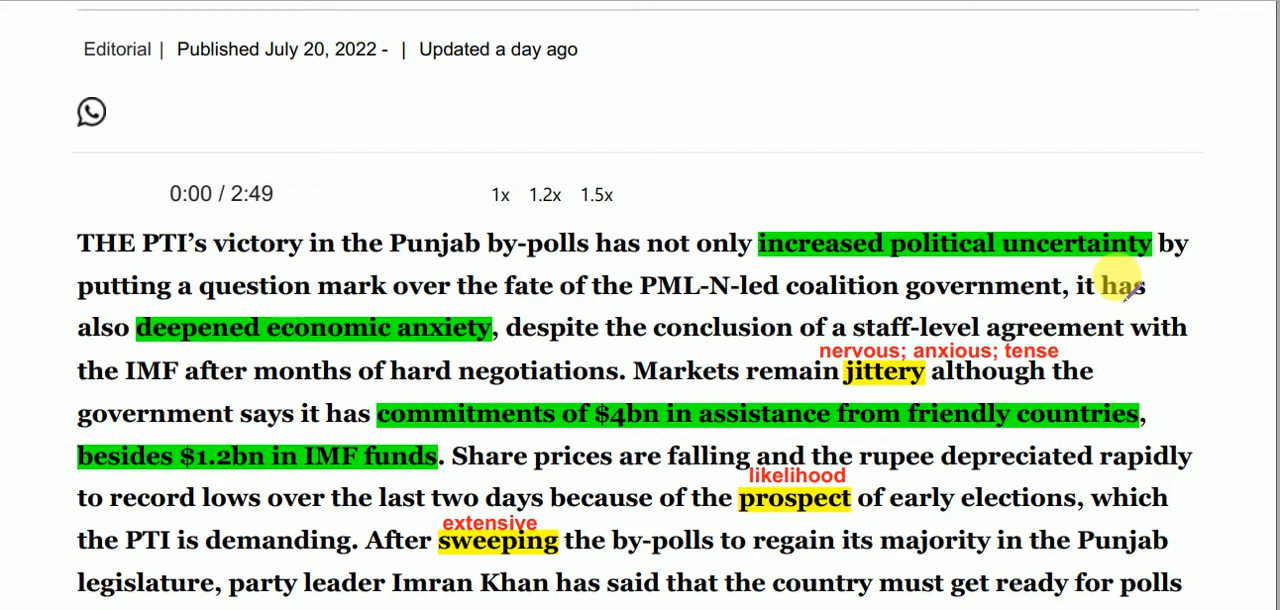 Editorial | Published July 20, 2022 - | Updated a day ago
0:00 / 2:49 1x 1.2x 1.5x
THE PTI’s victory in the Punjab by-polls has not only increased political uncertainty by
putting a question mark over the fate of the PML-N-led coalition government, it has
also deepened economic anxiety, despite the conclusion of a staff-level agreement with
nervous; anxious; tense
the IMF after months of hard negotiations. Markets remain jittery although the
government says it has commitments of $4bn in assistance from friendly countries,
besides $1.2bn in IMF funds. Share prices are falling and the rupee depreciated rapidly
likelihood
to record lows over the last two days because of the prospect of early elections, which
extensive
the PTI is demanding. After sweeping the by-polls to regain its majority in the Punjab
legislature, party leader Imran Khan has said that the country must get ready for polls